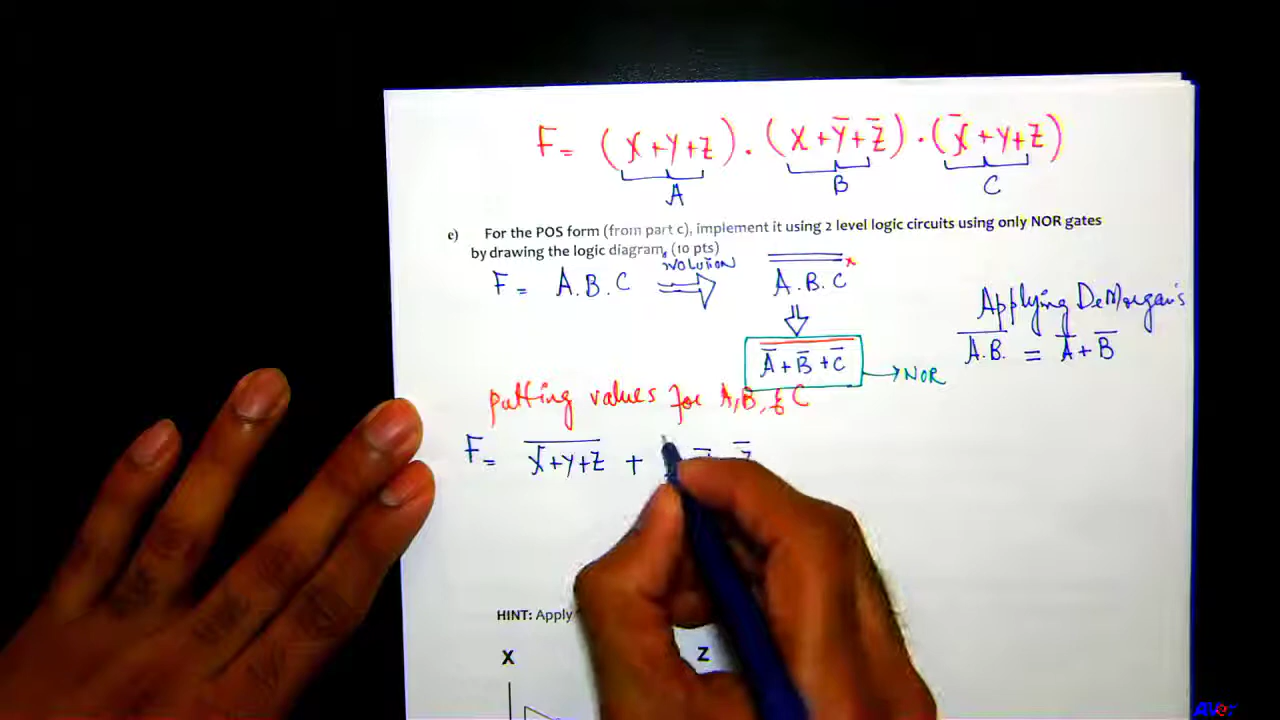 F = (X+Y+Z) . (X+Y̅+Z̅) . (X̅+Y+Z)
A B C
e) For the POS form (from part c), implement it using 2 level logic circuits using only NOR gates
by drawing the logic diagram, (10 pts)
F = A.B.C ⇒ A.B.C x
Applying DeMorgan's
A.B. = A̅ + B̅
A̅ + B̅ + C̅ → NOR
putting values for A, B, & C
F = X+Y+Z +
HINT: Apply
X Z
AVer